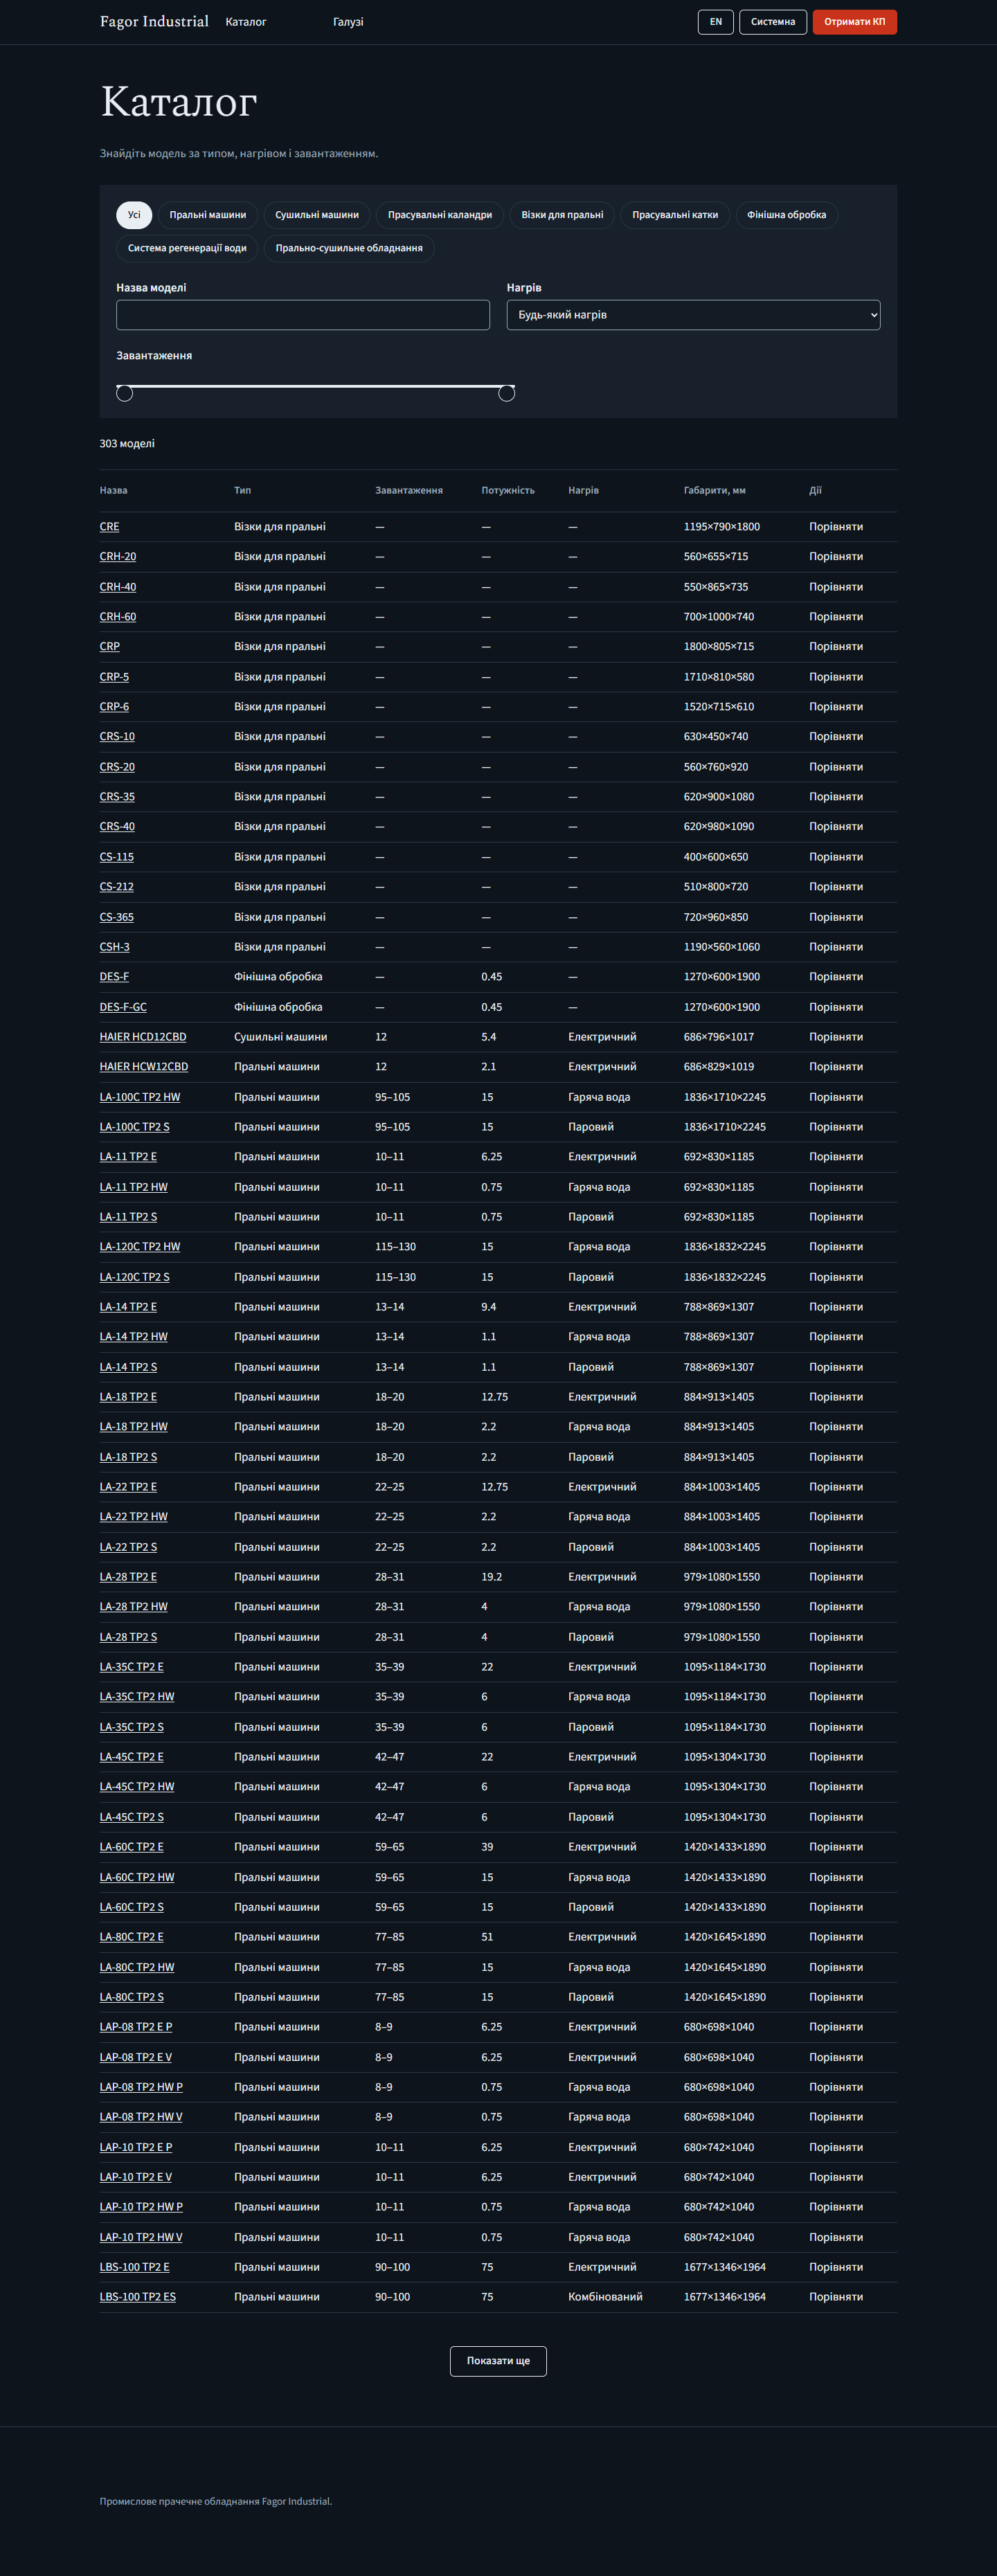 Fagor Industrial Каталог Галузі EN Системна Отримати КП
Каталог
Знайдіть модель за типом, нагрівом і завантаженням.
Усі Пральні машини Сушильні машини Прасувальні каландри Візки для пральні Прасувальні катки Фінішна обробка
Система регенерації води Прально-сушильне обладнання
Назва моделі Нагрів
Будь-який нагрів
Завантаження
303 моделі
Назва Тип Завантаження Потужність Нагрів Габарити, мм Дії
CRE Візки для пральні — — — 1195×790×1800 Порівняти
CRH-20 Візки для пральні — — — 560×655×715 Порівняти
CRH-40 Візки для пральні — — — 550×865×735 Порівняти
CRH-60 Візки для пральні — — — 700×1000×740 Порівняти
CRP Візки для пральні — — — 1800×805×715 Порівняти
CRP-5 Візки для пральні — — — 1710×810×580 Порівняти
CRP-6 Візки для пральні — — — 1520×715×610 Порівняти
CRS-10 Візки для пральні — — — 630×450×740 Порівняти
CRS-20 Візки для пральні — — — 560×760×920 Порівняти
CRS-35 Візки для пральні — — — 620×900×1080 Порівняти
CRS-40 Візки для пральні — — — 620×980×1090 Порівняти
CS-115 Візки для пральні — — — 400×600×650 Порівняти
CS-212 Візки для пральні — — — 510×800×720 Порівняти
CS-365 Візки для пральні — — — 720×960×850 Порівняти
CSH-3 Візки для пральні — — — 1190×560×1060 Порівняти
DES-F Фінішна обробка — 0.45 — 1270×600×1900 Порівняти
DES-F-GC Фінішна обробка — 0.45 — 1270×600×1900 Порівняти
HAIER HCD12CBD Сушильні машини 12 5.4 Електричний 686×796×1017 Порівняти
HAIER HCW12CBD Пральні машини 12 2.1 Електричний 686×829×1019 Порівняти
LA-100C TP2 HW Пральні машини 95–105 15 Гаряча вода 1836×1710×2245 Порівняти
LA-100C TP2 S Пральні машини 95–105 15 Паровий 1836×1710×2245 Порівняти
LA-11 TP2 E Пральні машини 10–11 6.25 Електричний 692×830×1185 Порівняти
LA-11 TP2 HW Пральні машини 10–11 0.75 Гаряча вода 692×830×1185 Порівняти
LA-11 TP2 S Пральні машини 10–11 0.75 Паровий 692×830×1185 Порівняти
LA-120C TP2 HW Пральні машини 115–130 15 Гаряча вода 1836×1832×2245 Порівняти
LA-120C TP2 S Пральні машини 115–130 15 Паровий 1836×1832×2245 Порівняти
LA-14 TP2 E Пральні машини 13–14 9.4 Електричний 788×869×1307 Порівняти
LA-14 TP2 HW Пральні машини 13–14 1.1 Гаряча вода 788×869×1307 Порівняти
LA-14 TP2 S Пральні машини 13–14 1.1 Паровий 788×869×1307 Порівняти
LA-18 TP2 E Пральні машини 18–20 12.75 Електричний 884×913×1405 Порівняти
LA-18 TP2 HW Пральні машини 18–20 2.2 Гаряча вода 884×913×1405 Порівняти
LA-18 TP2 S Пральні машини 18–20 2.2 Паровий 884×913×1405 Порівняти
LA-22 TP2 E Пральні машини 22–25 12.75 Електричний 884×1003×1405 Порівняти
LA-22 TP2 HW Пральні машини 22–25 2.2 Гаряча вода 884×1003×1405 Порівняти
LA-22 TP2 S Пральні машини 22–25 2.2 Паровий 884×1003×1405 Порівняти
LA-28 TP2 E Пральні машини 28–31 19.2 Електричний 979×1080×1550 Порівняти
LA-28 TP2 HW Пральні машини 28–31 4 Гаряча вода 979×1080×1550 Порівняти
LA-28 TP2 S Пральні машини 28–31 4 Паровий 979×1080×1550 Порівняти
LA-35C TP2 E Пральні машини 35–39 22 Електричний 1095×1184×1730 Порівняти
LA-35C TP2 HW Пральні машини 35–39 6 Гаряча вода 1095×1184×1730 Порівняти
LA-35C TP2 S Пральні машини 35–39 6 Паровий 1095×1184×1730 Порівняти
LA-45C TP2 E Пральні машини 42–47 22 Електричний 1095×1304×1730 Порівняти
LA-45C TP2 HW Пральні машини 42–47 6 Гаряча вода 1095×1304×1730 Порівняти
LA-45C TP2 S Пральні машини 42–47 6 Паровий 1095×1304×1730 Порівняти
LA-60C TP2 E Пральні машини 59–65 39 Електричний 1420×1433×1890 Порівняти
LA-60C TP2 HW Пральні машини 59–65 15 Гаряча вода 1420×1433×1890 Порівняти
LA-60C TP2 S Пральні машини 59–65 15 Паровий 1420×1433×1890 Порівняти
LA-80C TP2 E Пральні машини 77–85 51 Електричний 1420×1645×1890 Порівняти
LA-80C TP2 HW Пральні машини 77–85 15 Гаряча вода 1420×1645×1890 Порівняти
LA-80C TP2 S Пральні машини 77–85 15 Паровий 1420×1645×1890 Порівняти
LAP-08 TP2 E P Пральні машини 8–9 6.25 Електричний 680×698×1040 Порівняти
LAP-08 TP2 E V Пральні машини 8–9 6.25 Електричний 680×698×1040 Порівняти
LAP-08 TP2 HW P Пральні машини 8–9 0.75 Гаряча вода 680×698×1040 Порівняти
LAP-08 TP2 HW V Пральні машини 8–9 0.75 Гаряча вода 680×698×1040 Порівняти
LAP-10 TP2 E P Пральні машини 10–11 6.25 Електричний 680×742×1040 Порівняти
LAP-10 TP2 E V Пральні машини 10–11 6.25 Електричний 680×742×1040 Порівняти
LAP-10 TP2 HW P Пральні машини 10–11 0.75 Гаряча вода 680×742×1040 Порівняти
LAP-10 TP2 HW V Пральні машини 10–11 0.75 Гаряча вода 680×742×1040 Порівняти
LBS-100 TP2 E Пральні машини 90–100 75 Електричний 1677×1346×1964 Порівняти
LBS-100 TP2 ES Пральні машини 90–100 75 Комбінований 1677×1346×1964 Порівняти
Показати ще
Промислове прачечне обладнання Fagor Industrial.